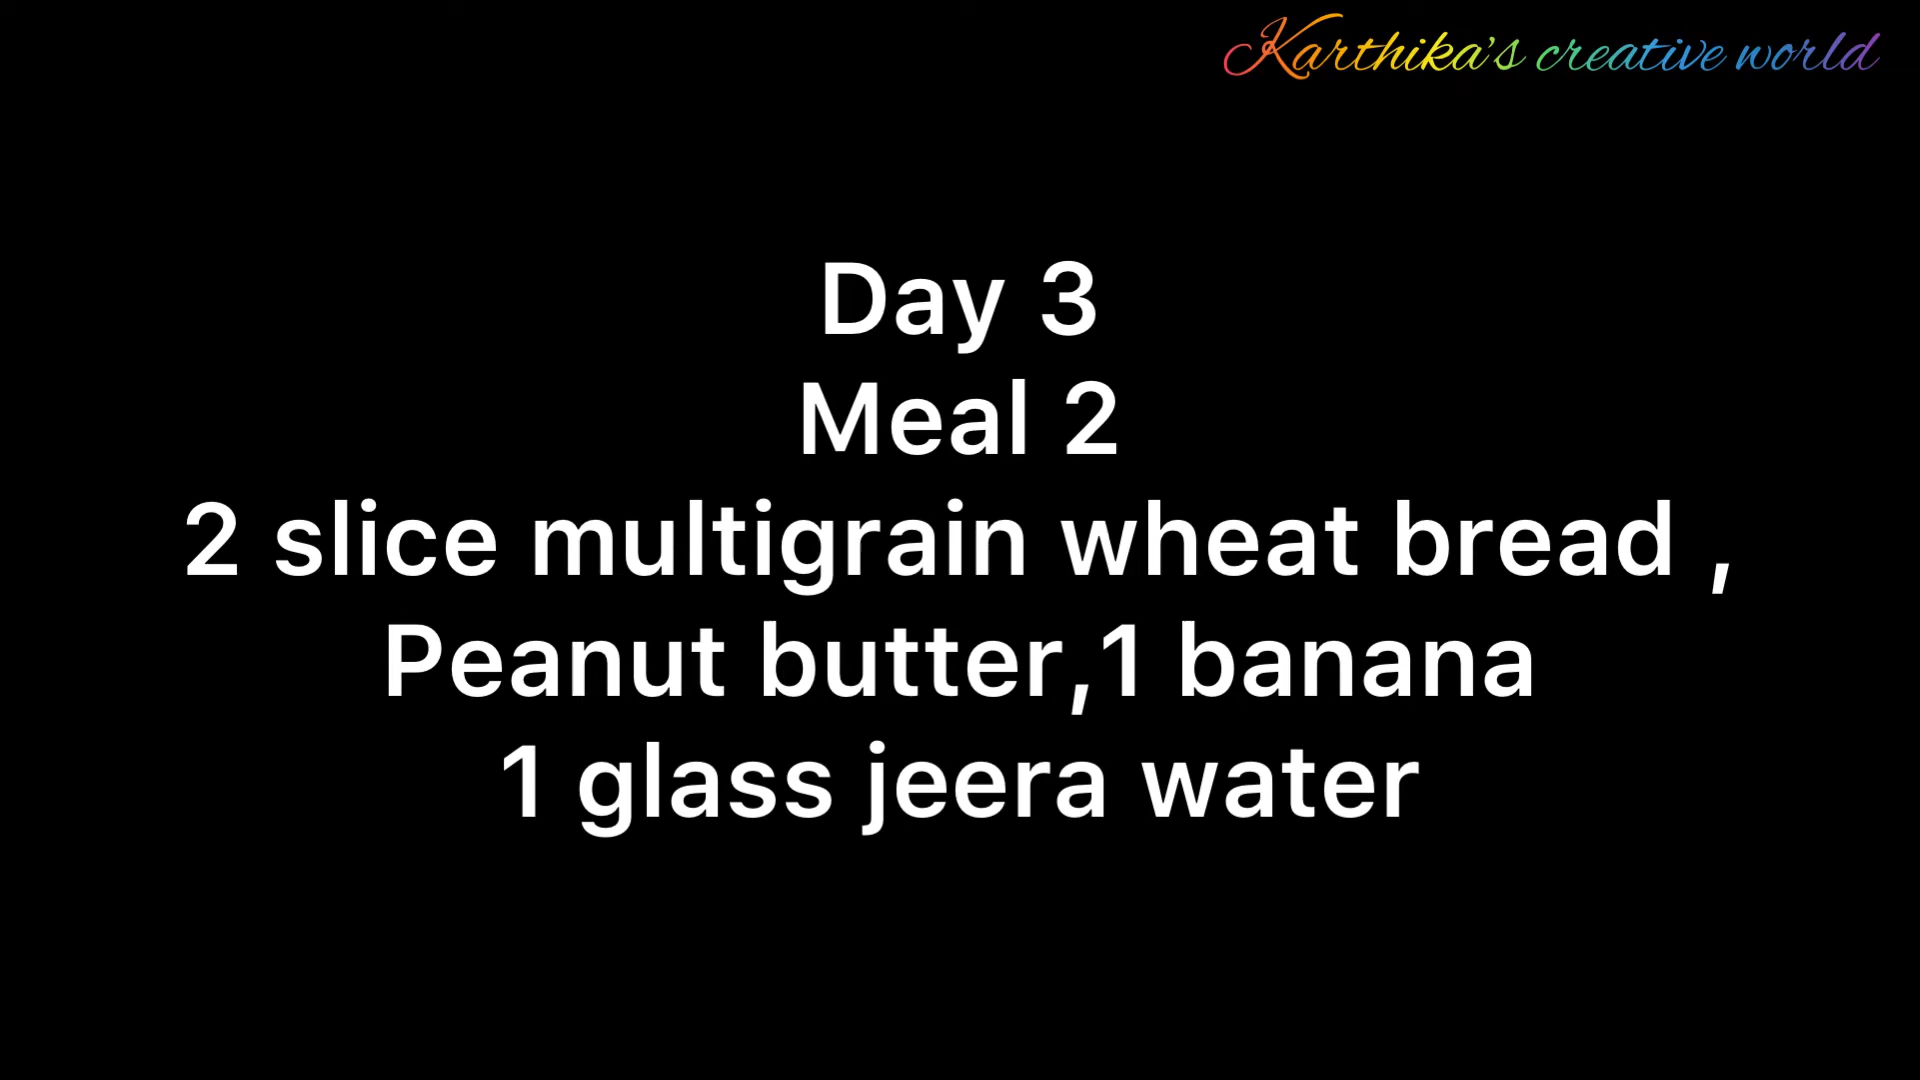 Karthika's creative world
Day 3
Meal 2
2 slice multigrain wheat bread ,
Peanut butter,1 banana
1 glass jeera water